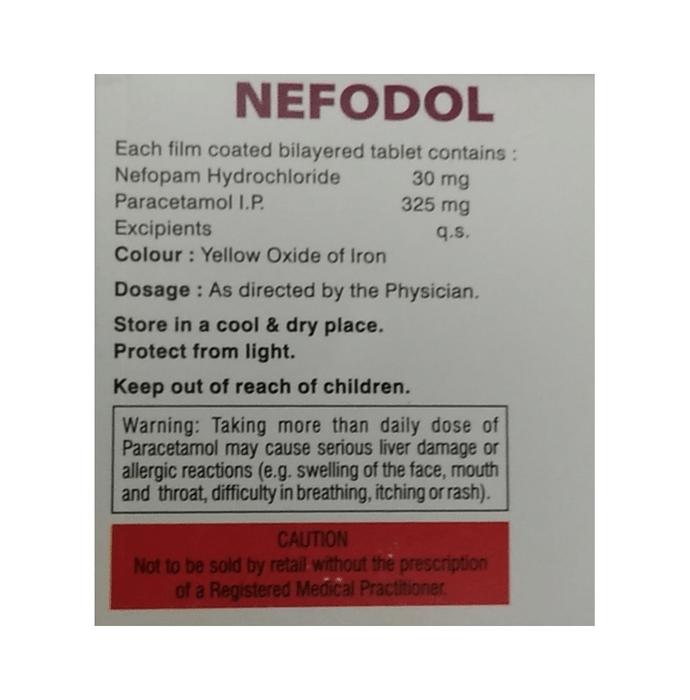 NEFODOL
Each film coated bilayered tablet contains :
Nefopam Hydrochloride 30 mg
Paracetamol I.P. 325 mg
Excipients q.s.
Colour : Yellow Oxide of Iron
Dosage : As directed by the Physician.
Store in a cool & dry place.
Protect from light.
Keep out of reach of children.
Warning: Taking more than daily dose of
Paracetamol may cause serious liver damage or
allergic reactions (e.g. swelling of the face, mouth
and throat, difficulty in breathing, itching or rash).
CAUTION
Not to be sold by retail without the prescription
of a Registered Medical Practitioner.